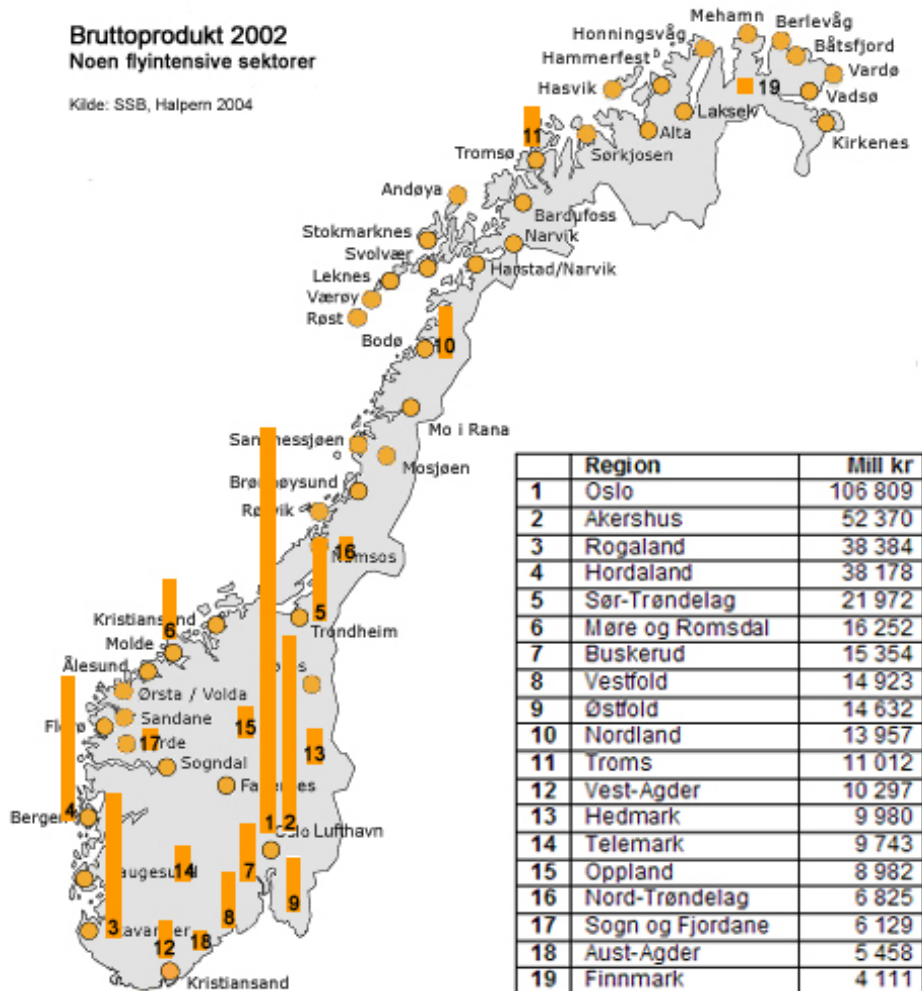 Bruttoprodukt 2002
Noen flyintensive sektorer
Kilde: SSB, Halpern 2004
Mehamn
Honningsvåg
Berlevåg
Hammerfest b
Båtsfjord
Hasvik
Vardø
19
Vadsø
Lakselv
Kirkenes
Alta
11
Sørkjosen
Tromsø
Andøya
Bardufoss
Stokmarknes
Narvik
Svolvær
Harstad/Narvik
Leknes
Værøy
Røst
Bodø
10
Mo i Rana
Sandnessjøen
Mosjøen
Brønnøysund
Rørvik
16
Namsos
5
Kristiansund
6
Trondheim
Molde
Ålesund
Ørsta / Volda
Sandane
Florø
15
17
13
Sogndal
Fagernes
4
Bergen
1
2
Oslo Lufthavn
14
Haugesund
7
9
8
3
Stavanger
12
18
Kristiansand
Region Mill kr
1 Oslo 106 809
2 Akershus 52 370
3 Rogaland 38 384
4 Hordaland 38 178
5 Sør-Trøndelag 21 972
6 Møre og Romsdal 16 252
7 Buskerud 15 354
8 Vestfold 14 923
9 Østfold 14 632
10 Nordland 13 957
11 Troms 11 012
12 Vest-Agder 10 297
13 Hedmark 9 980
14 Telemark 9 743
15 Oppland 8 982
16 Nord-Trøndelag 6 825
17 Sogn og Fjordane 6 129
18 Aust-Agder 5 458
19 Finnmark 4 111